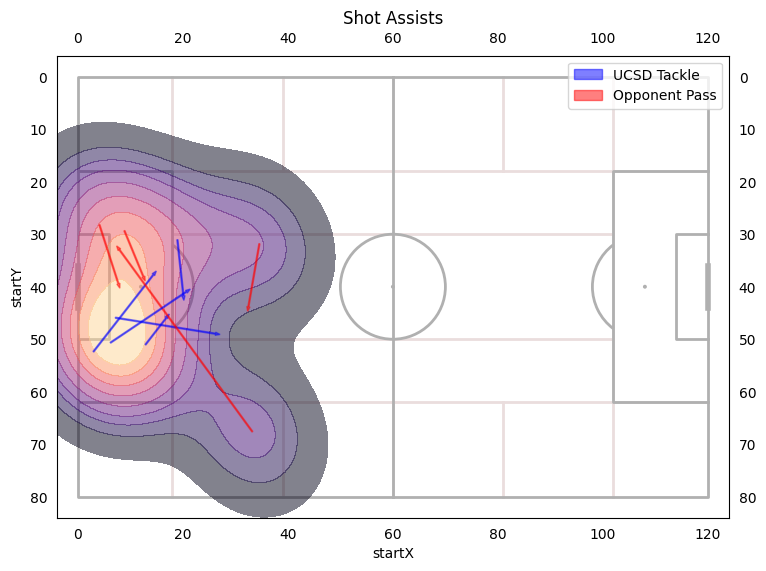 Shot Assists
0 20 40 60 80 100 120
UCSD Tackle
Opponent Pass
0 0
10 10
20 20
30 30
startY
40 40
50 50
60 60
70 70
80 80
0 20 40 60 80 100 120
startX